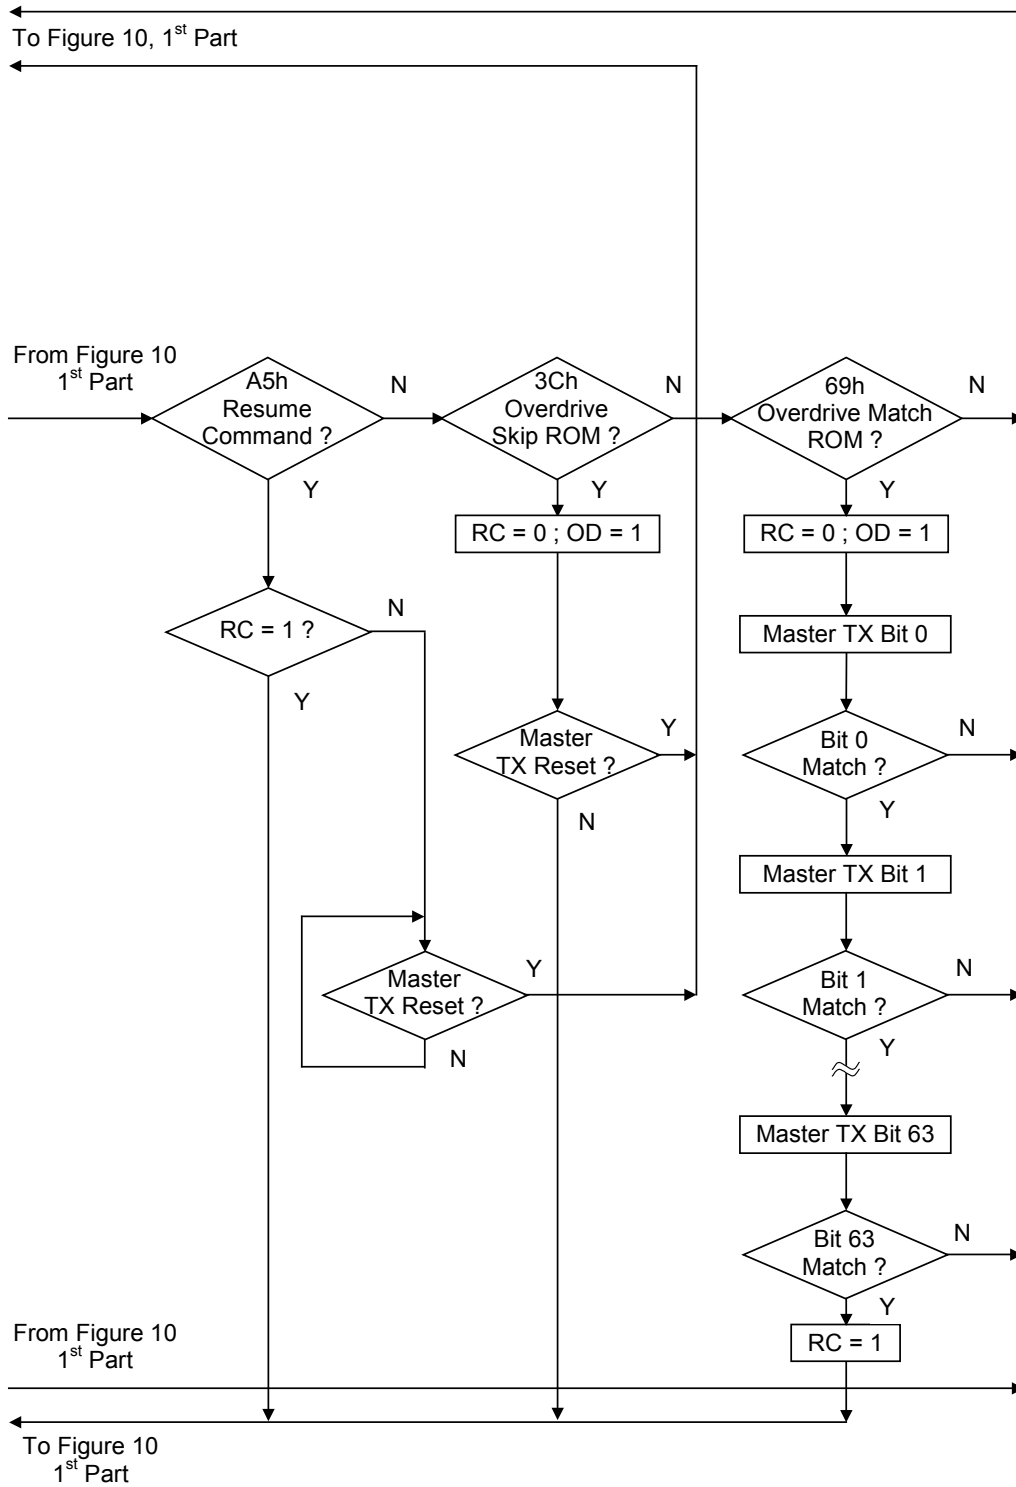 To Figure 10, 1st Part
From Figure 10
1st Part
A5h
Resume
Command ?
N
3Ch
Overdrive
Skip ROM ?
N
69h
Overdrive Match
ROM ?
N
Y
Y
Y
RC = 0 ; OD = 1
RC = 0 ; OD = 1
RC = 1 ?
N
Y
Master TX Bit 0
Master
TX Reset ?
Y
N
Bit 0
Match ?
N
Y
Master TX Bit 1
Master
TX Reset ?
Y
N
Bit 1
Match ?
N
Y
Master TX Bit 63
Bit 63
Match ?
N
Y
RC = 1
From Figure 10
1st Part
To Figure 10
1st Part